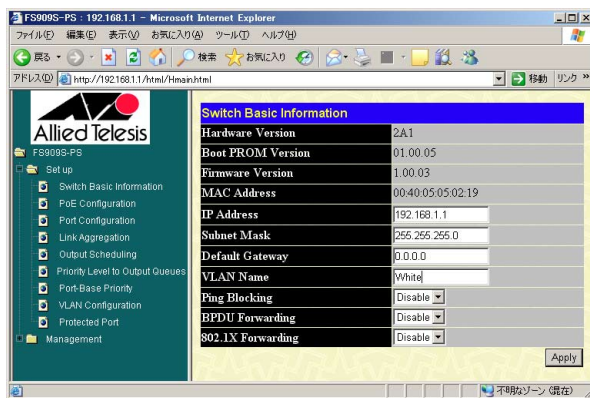 FS909S-PS : 192.168.1.1 - Microsoft Internet Explorer
ファイル(F) 編集(E) 表示(V) お気に入り(A) ツール(T) ヘルプ(H)
戻る 検索 お気に入り
アドレス(D) http://192.168.1.1/html/Hmain.html 移動 リンク »
Allied Telesis
FS909S-PS
Set up
Switch Basic Information
PoE Configuration
Port Configuration
Link Aggregation
Output Scheduling
Priority Level to Output Queues
Port-Base Priority
VLAN Configuration
Protected Port
Management
Switch Basic Information
Hardware Version 2A1
Boot PROM Version 01.00.05
Firmware Version 1.00.03
MAC Address 00:40:05:05:02:19
IP Address 192.168.1.1
Subnet Mask 255.255.255.0
Default Gateway 0.0.0.0
VLAN Name White
Ping Blocking Disable
BPDU Forwarding Disable
802.1X Forwarding Disable
Apply
不明なゾーン (混在)